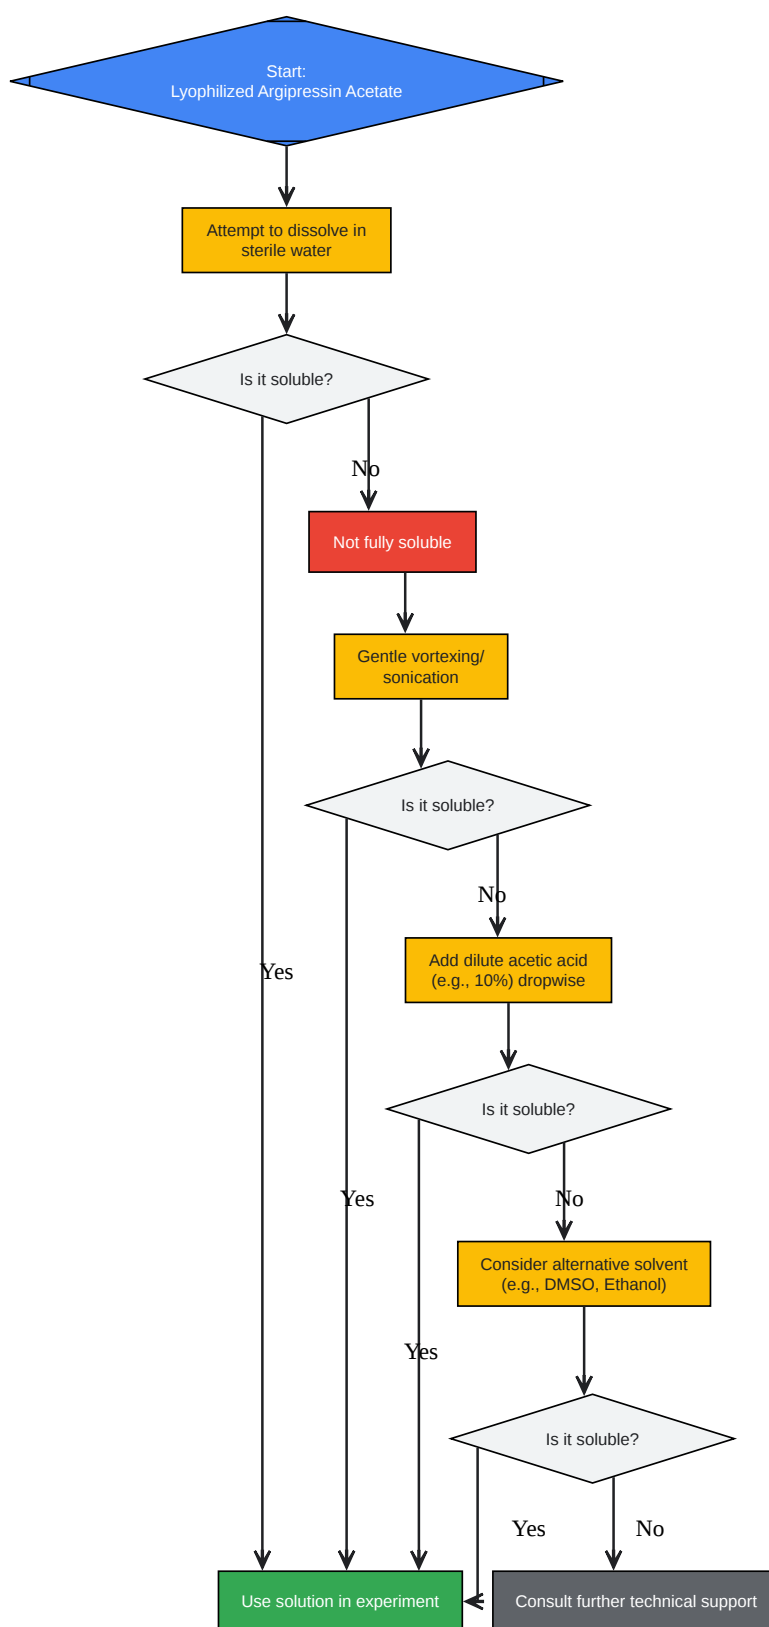 Start:
Lyophilized Argipressin Acetate
Attempt to dissolve in
sterile water
Is it soluble?
No
Not fully soluble
Gentle vortexing/
sonication
Is it soluble?
No
Add dilute acetic acid
(e.g., 10%) dropwise
Yes
Is it soluble?
Yes
No
Consider alternative solvent
(e.g., DMSO, Ethanol)
Yes
Is it soluble?
Yes
No
Use solution in experiment
Consult further technical support